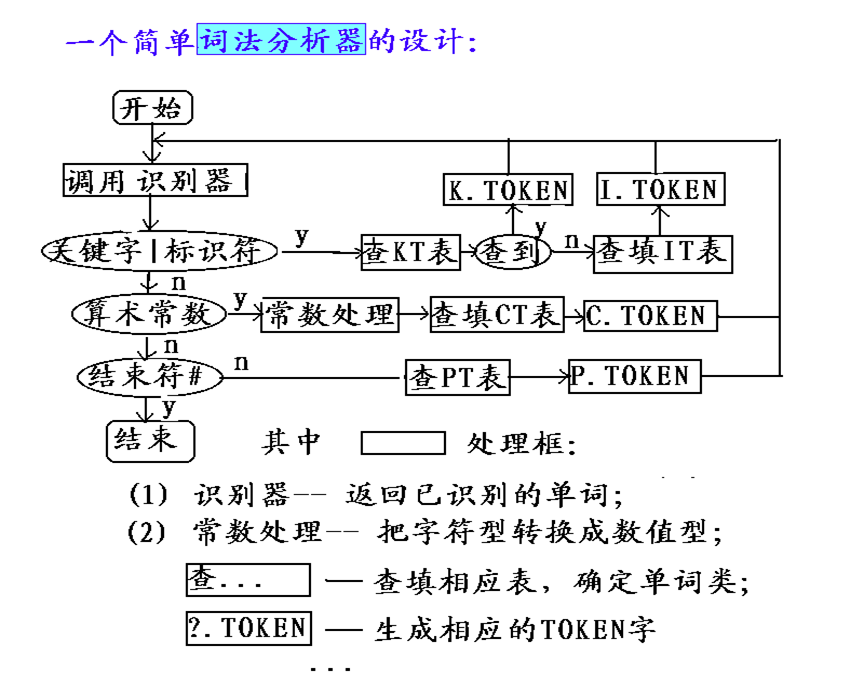 一个简单词法分析器的设计:
开始
调用识别器
K.TOKEN I.TOKEN
关键字|标识符 y 查KT表 查到 y n 查填IT表
n
算术常数 y 常数处理 查填CT表 C.TOKEN
n
结束符# n 查PT表 P.TOKEN
y
结束 其中 处理框:
(1) 识别器-- 返回已识别的单词;
(2) 常数处理-- 把字符型转换成数值型;
查... — 查填相应表, 确定单词类;
?.TOKEN — 生成相应的TOKEN字
...